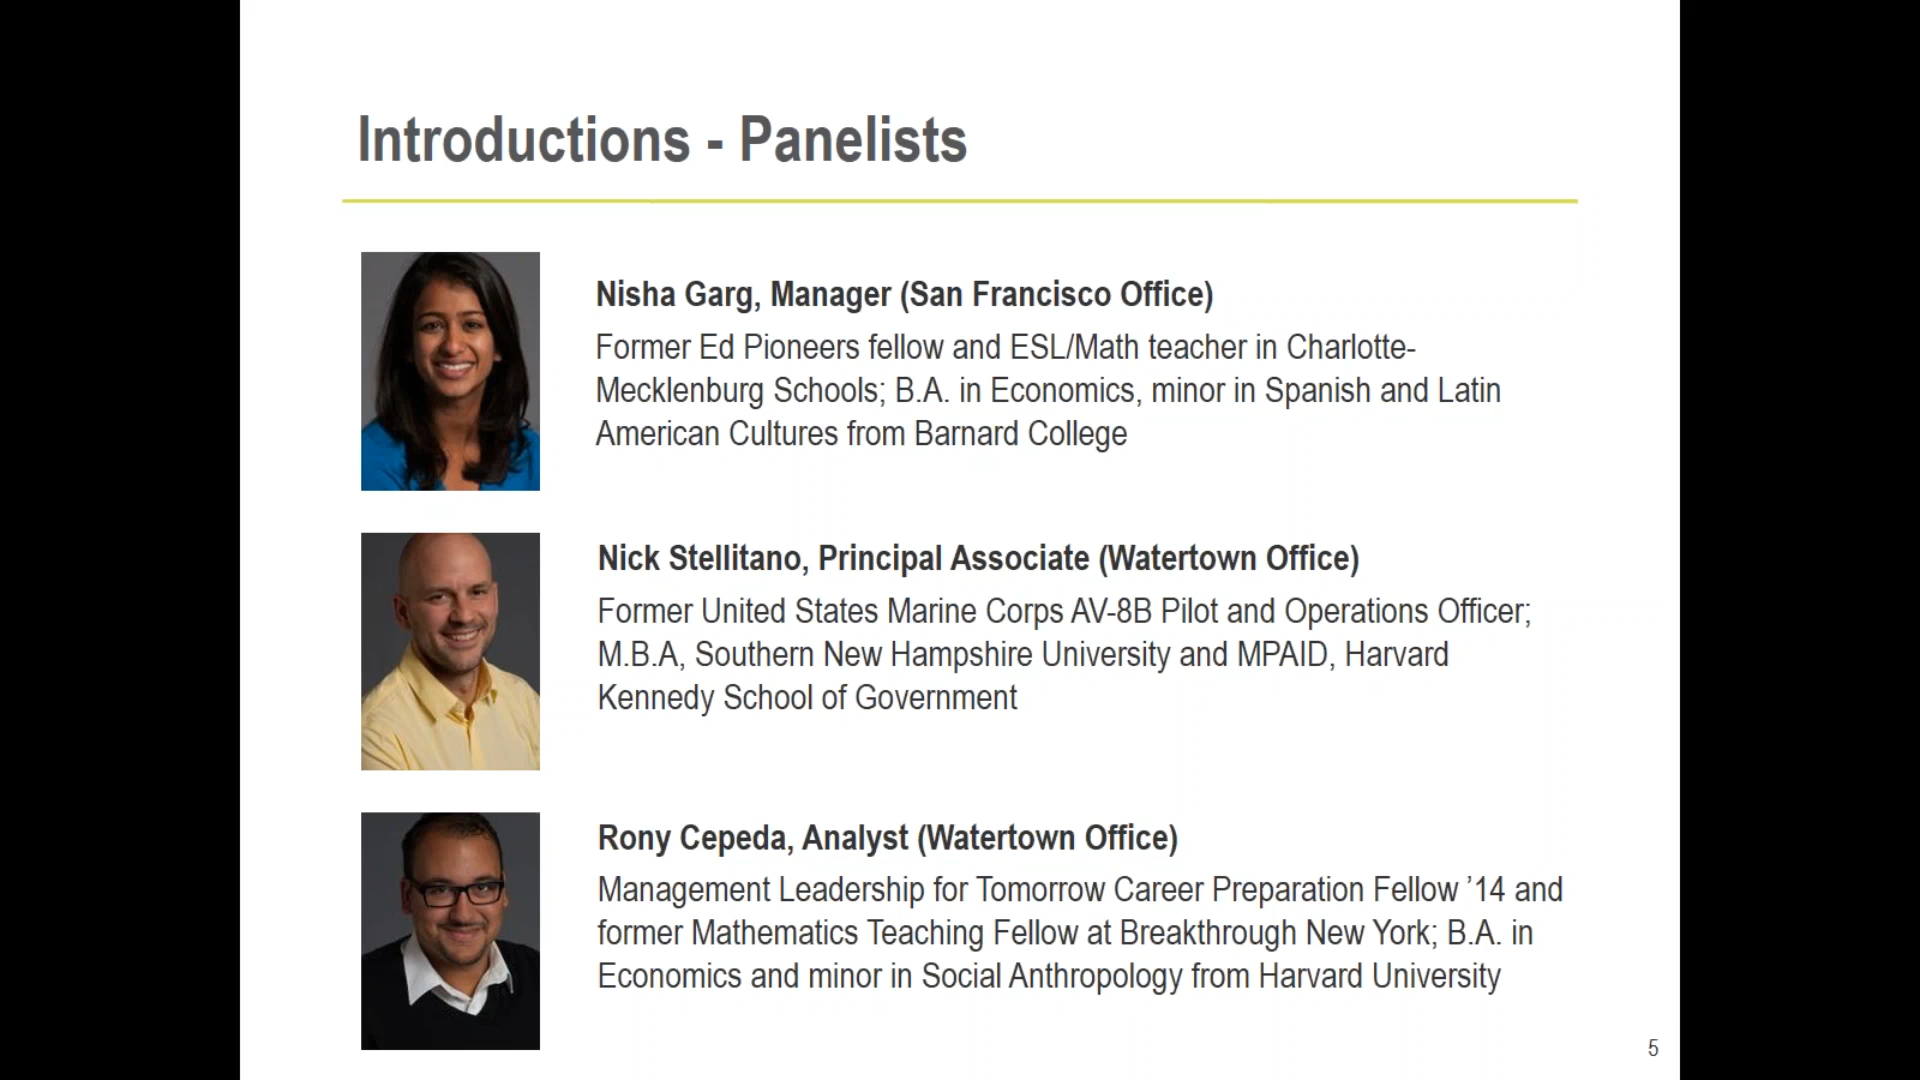 Introductions - Panelists
Nisha Garg, Manager (San Francisco Office)
Former Ed Pioneers fellow and ESL/Math teacher in Charlotte-
Mecklenburg Schools; B.A. in Economics, minor in Spanish and Latin
American Cultures from Barnard College
Nick Stellitano, Principal Associate (Watertown Office)
Former United States Marine Corps AV-8B Pilot and Operations Officer;
M.B.A, Southern New Hampshire University and MPAID, Harvard
Kennedy School of Government
Rony Cepeda, Analyst (Watertown Office)
Management Leadership for Tomorrow Career Preparation Fellow ’14 and
former Mathematics Teaching Fellow at Breakthrough New York; B.A. in
Economics and minor in Social Anthropology from Harvard University
5